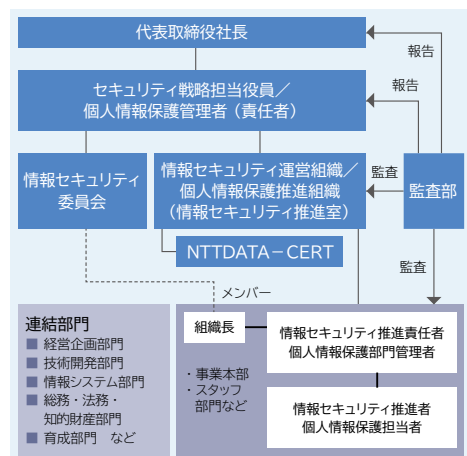 代表取締役社長
報告
セキュリティ戦略担当役員／
個人情報保護管理者（責任者）
報告
情報セキュリティ
委員会
情報セキュリティ運営組織／
個人情報保護推進組織
（情報セキュリティ推進室）
監査
監査部
NTTDATA－CERT
監査
メンバー
連結部門
■ 経営企画部門
■ 技術開発部門
■ 情報システム部門
■ 総務・法務・
知的財産部門
■ 育成部門　など
組織長
・事業本部
・スタッフ
部門など
情報セキュリティ推進責任者
個人情報保護部門管理者
情報セキュリティ推進者
個人情報保護担当者